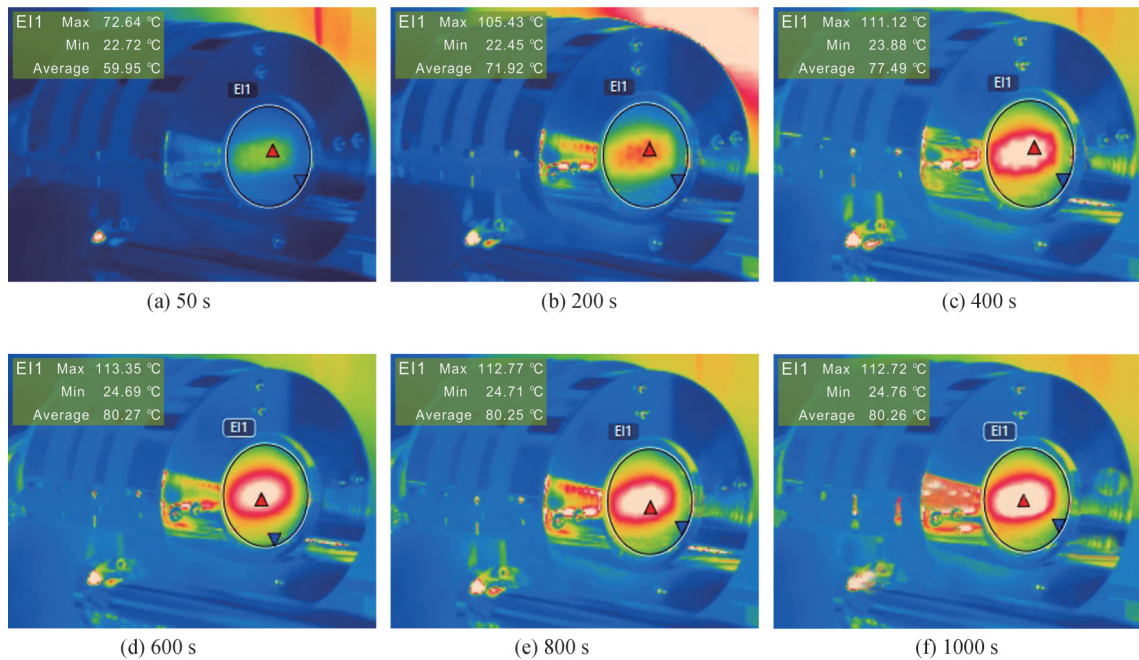 EI1 Max 72.64 ℃
Min 22.72 ℃
Average 59.95 ℃
EI1
(a) 50 s
EI1 Max 105.43 ℃
Min 22.45 ℃
Average 71.92 ℃
EI1
(b) 200 s
EI1 Max 111.12 ℃
Min 23.88 ℃
Average 77.49 ℃
EI1
(c) 400 s
EI1 Max 113.35 ℃
Min 24.69 ℃
Average 80.27 ℃
EI1
(d) 600 s
EI1 Max 112.77 ℃
Min 24.71 ℃
Average 80.25 ℃
EI1
(e) 800 s
EI1 Max 112.72 ℃
Min 24.76 ℃
Average 80.26 ℃
EI1
(f) 1000 s